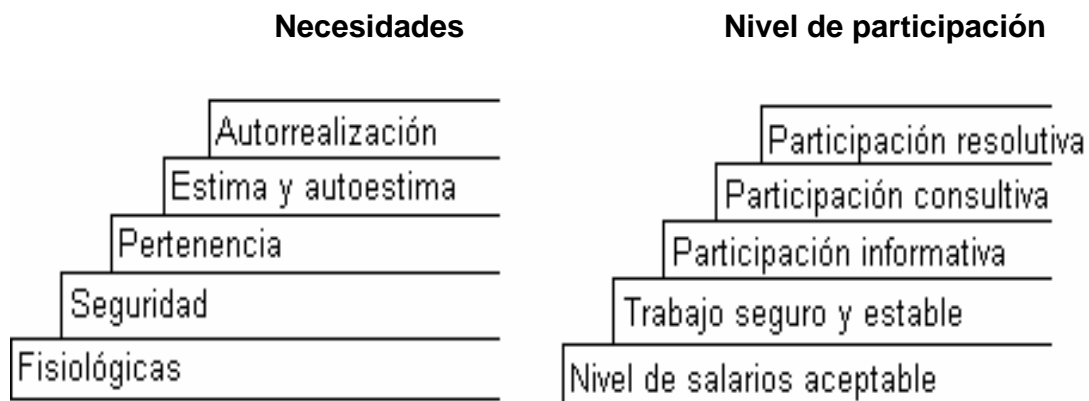 Necesidades
Nivel de participación
Autorrealización
Estima y autoestima
Pertenencia
Seguridad
Fisiológicas
Participación resolutiva
Participación consultiva
Participación informativa
Trabajo seguro y estable
Nivel de salarios aceptable